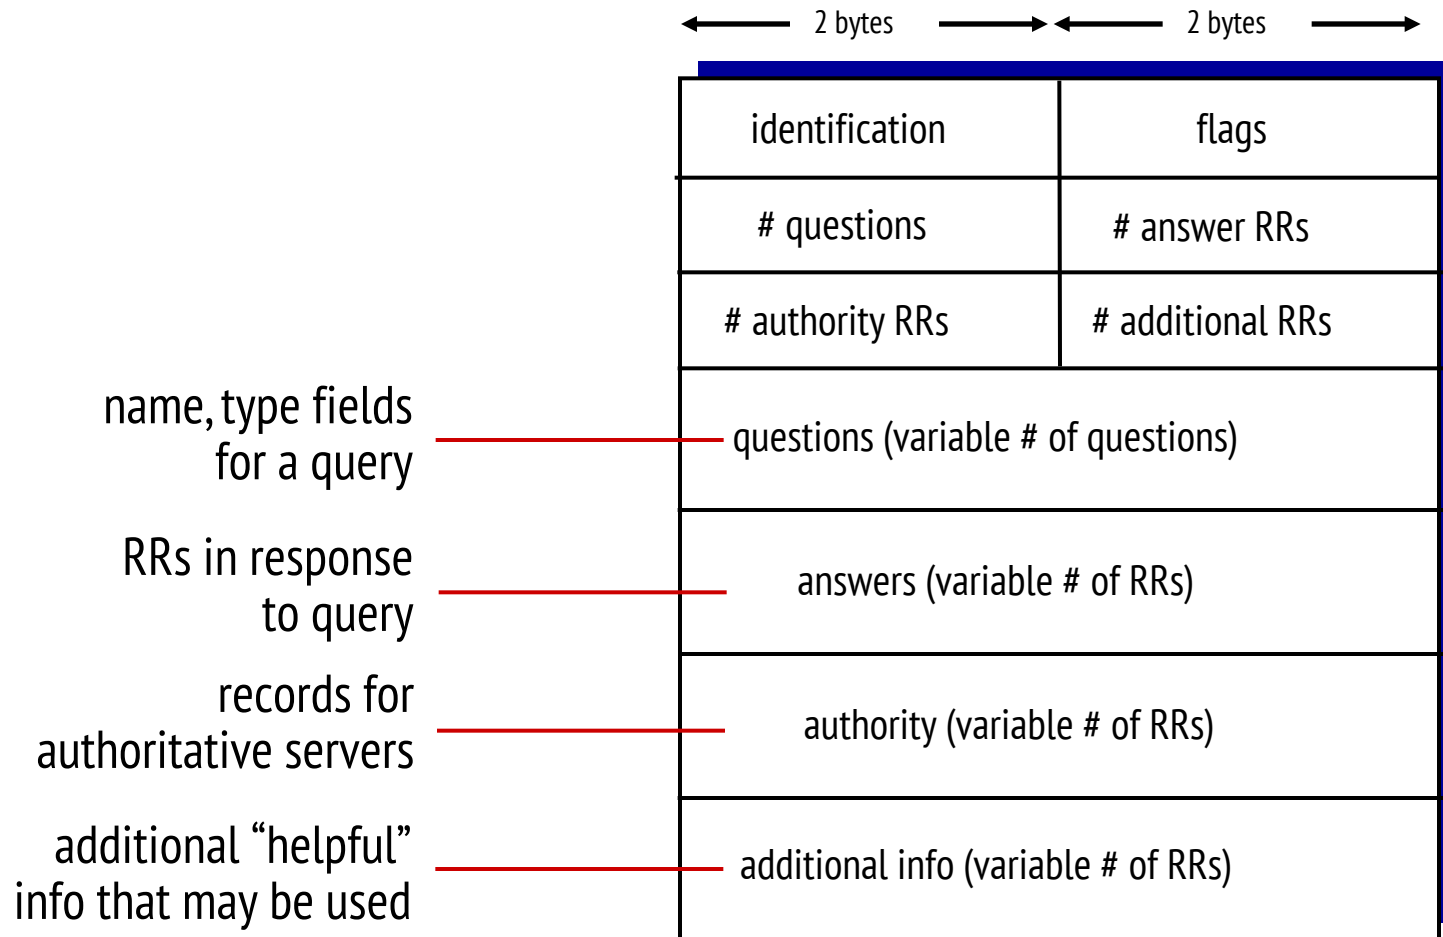 2 bytes 2 bytes
identification flags
# questions # answer RRs
# authority RRs # additional RRs
name, type fields
for a query
questions (variable # of questions)
RRs in response
to query
answers (variable # of RRs)
records for
authoritative servers
authority (variable # of RRs)
additional “helpful”
info that may be used
additional info (variable # of RRs)